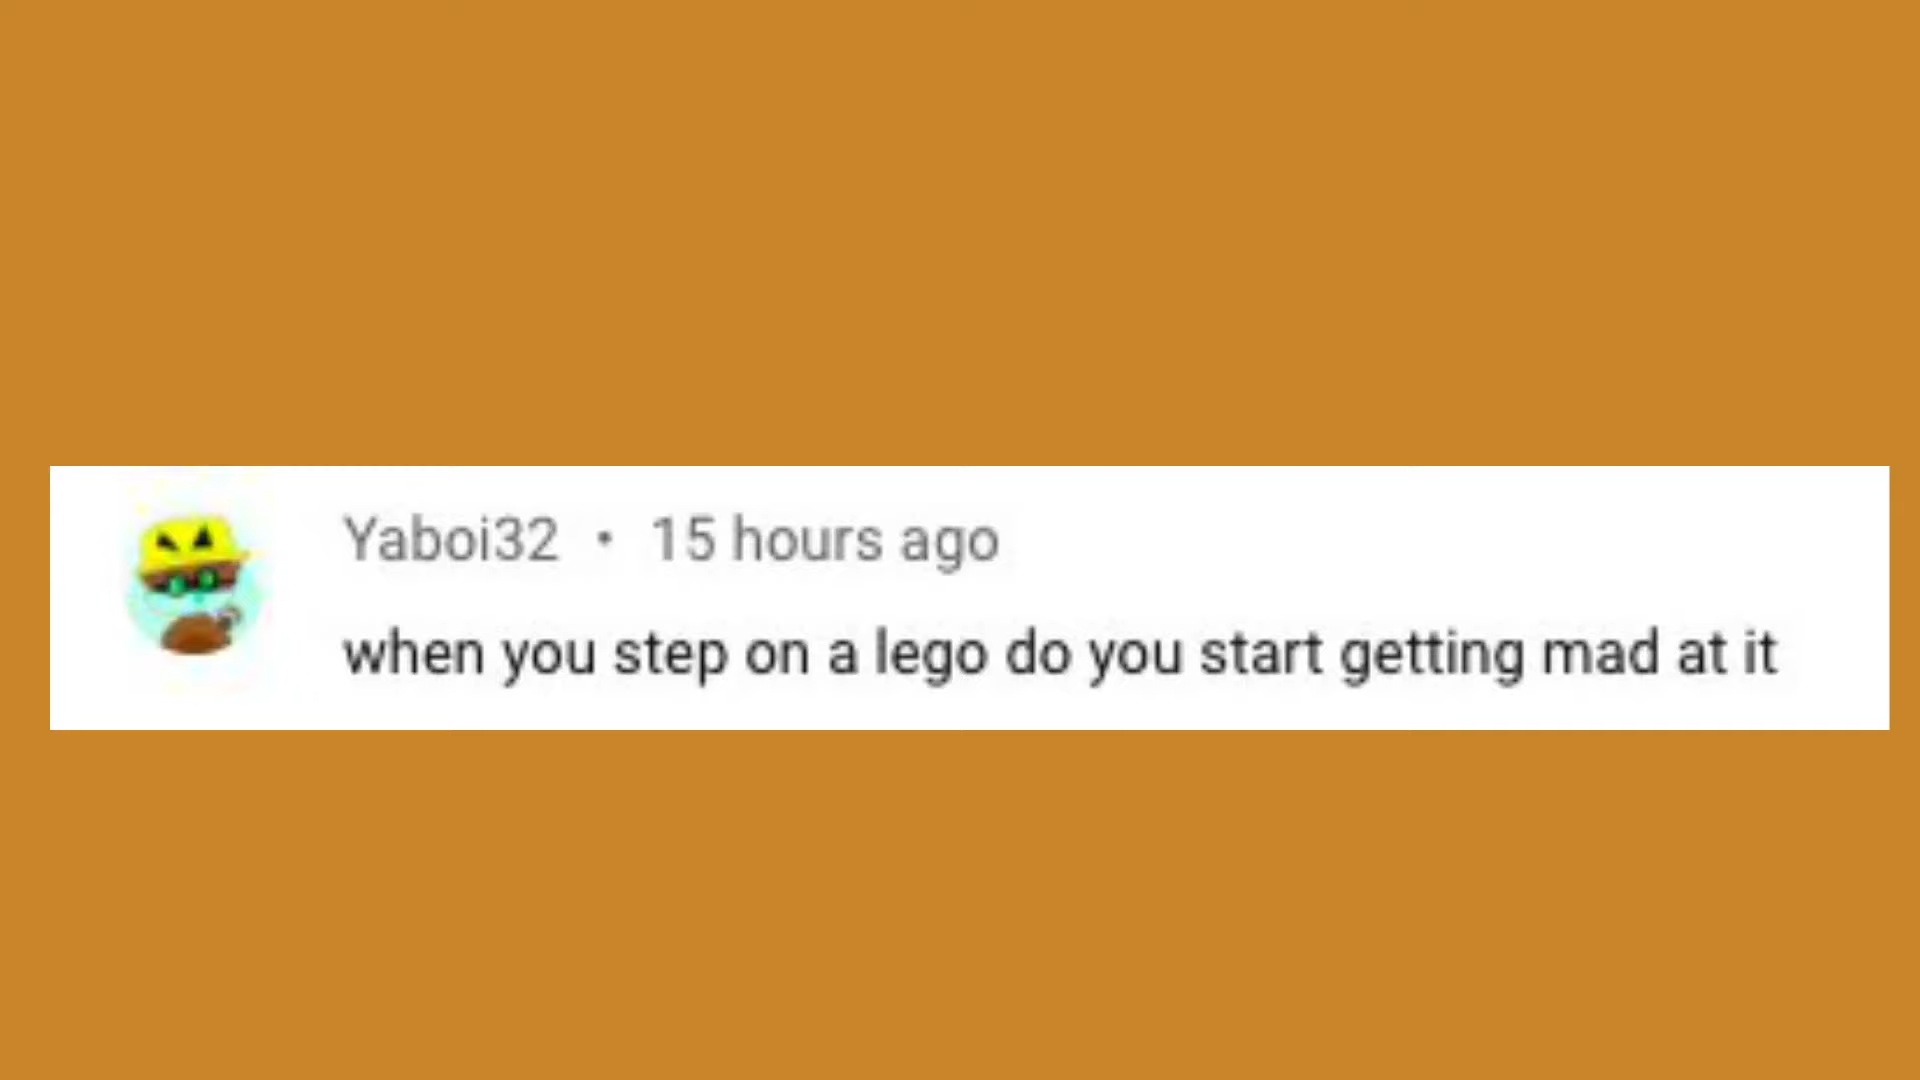 Yaboi32 • 15 hours ago
when you step on a lego do you start getting mad at it